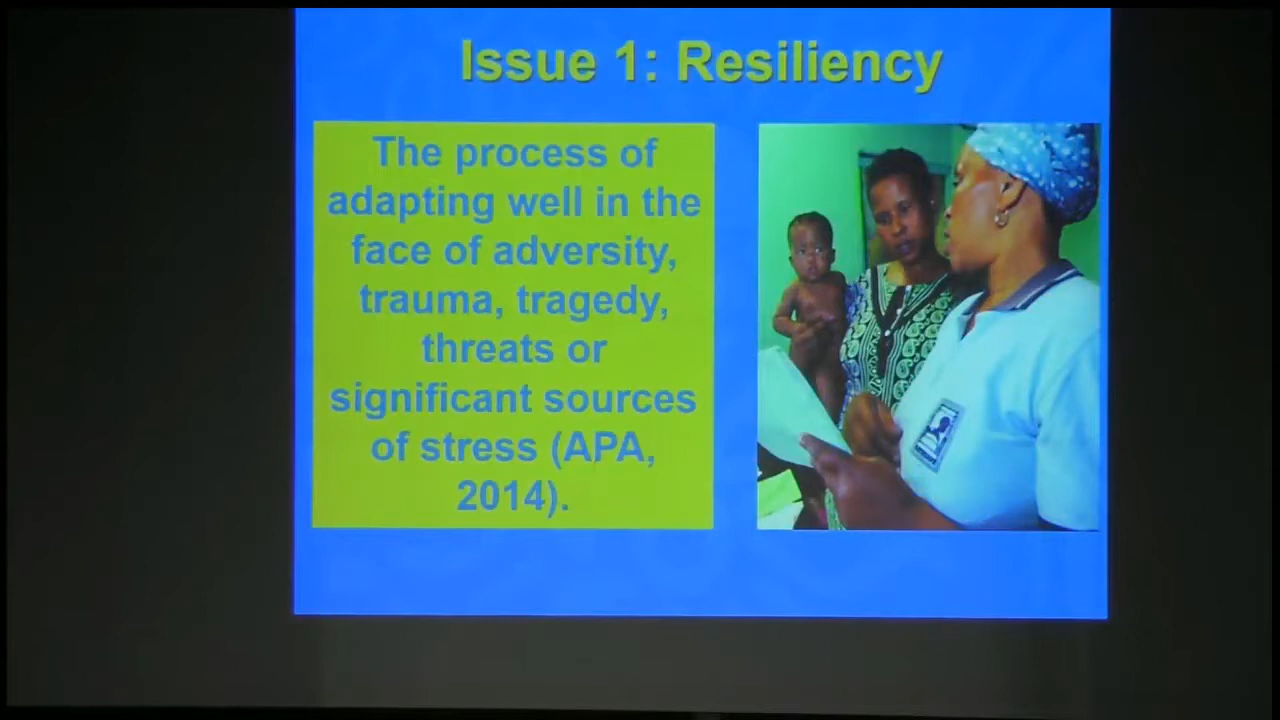 Issue 1: Resiliency
The process of
adapting well in the
face of adversity,
trauma, tragedy,
threats or
significant sources
of stress (APA,
2014).